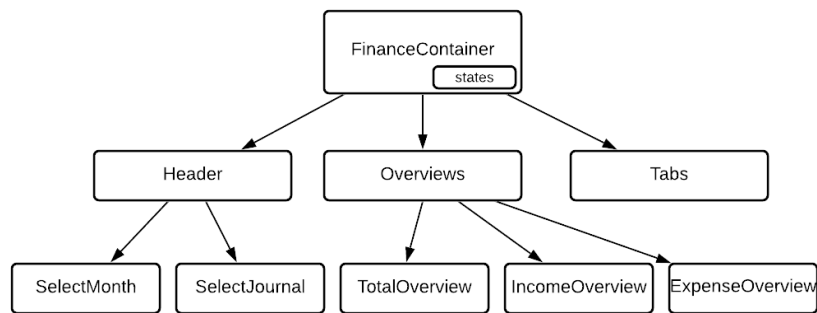 FinanceContainer
states
Header
Overviews
Tabs
SelectMonth
SelectJournal
TotalOverview
IncomeOverview
ExpenseOverview